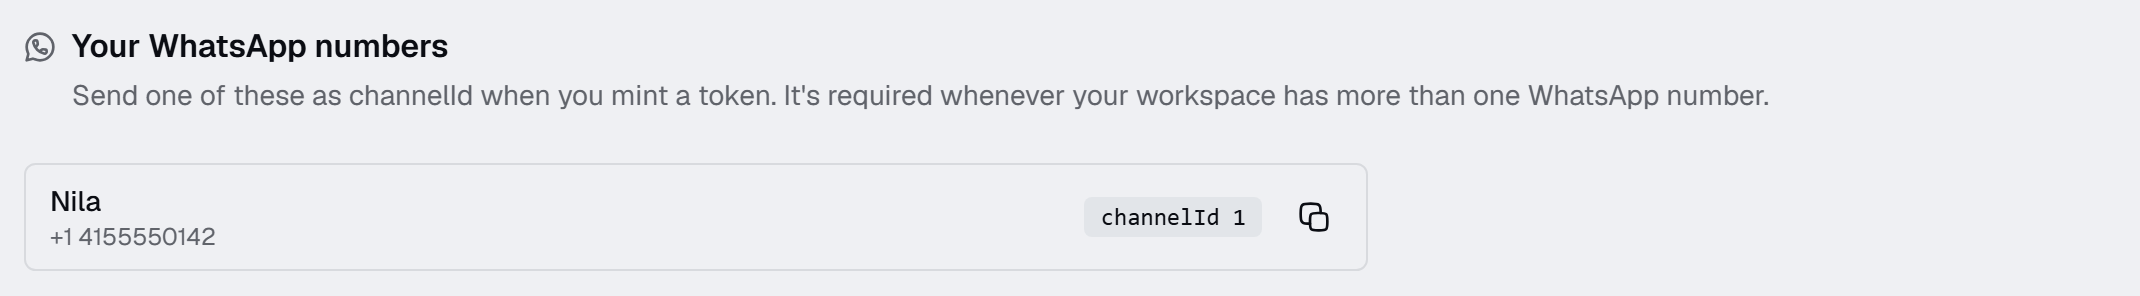 Your WhatsApp numbers
Send one of these as channelId when you mint a token. It's required whenever your workspace has more than one WhatsApp number.
Nila
+1 4155550142
channelId 1